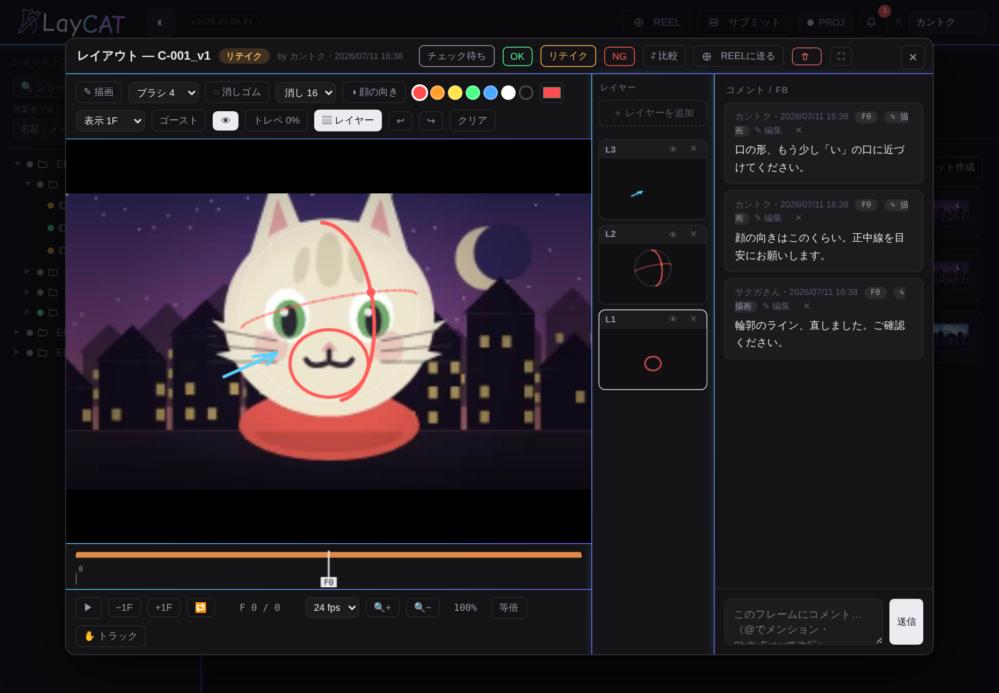 LayCAT
v2026.07.09.44
REEL
サブミット
PROJ
1
カントク
レイアウト — C-001_v1
リテイク
by カントク・2026/07/11 16:38
チェック待ち
OK
リテイク
NG
比較
REELに送る
ショット /
ショッ
作業者で絞り
名前・メー
ット作成
描画
ブラシ 4
消しゴム
消し 16
顔の向き
表示 1F
ゴースト
トレペ 0%
レイヤー
クリア
レイヤー
+ レイヤーを追加
L3
L2
L1
コメント / FB
カントク・2026/07/11 16:38 F0 ✎ 描
画 ✎ 編集 ✕
口の形、もう少し「い」の口に近づ
けてください。
カントク・2026/07/11 16:38 F0 ✎ 描
画 ✎ 編集 ✕
顔の向きはこのくらい。正中線を目
安にお願いします。
サクガさん・2026/07/11 16:38 F0 ✎
描画 ✎ 編集 ✕
輪郭のライン、直しました。ご確認
ください。
0
F0
−1F
+1F
F 0 / 0
24 fps
100%
等倍
トラック
このフレームにコメント…
（@でメンション・
Shift+Enterで改行）
送信